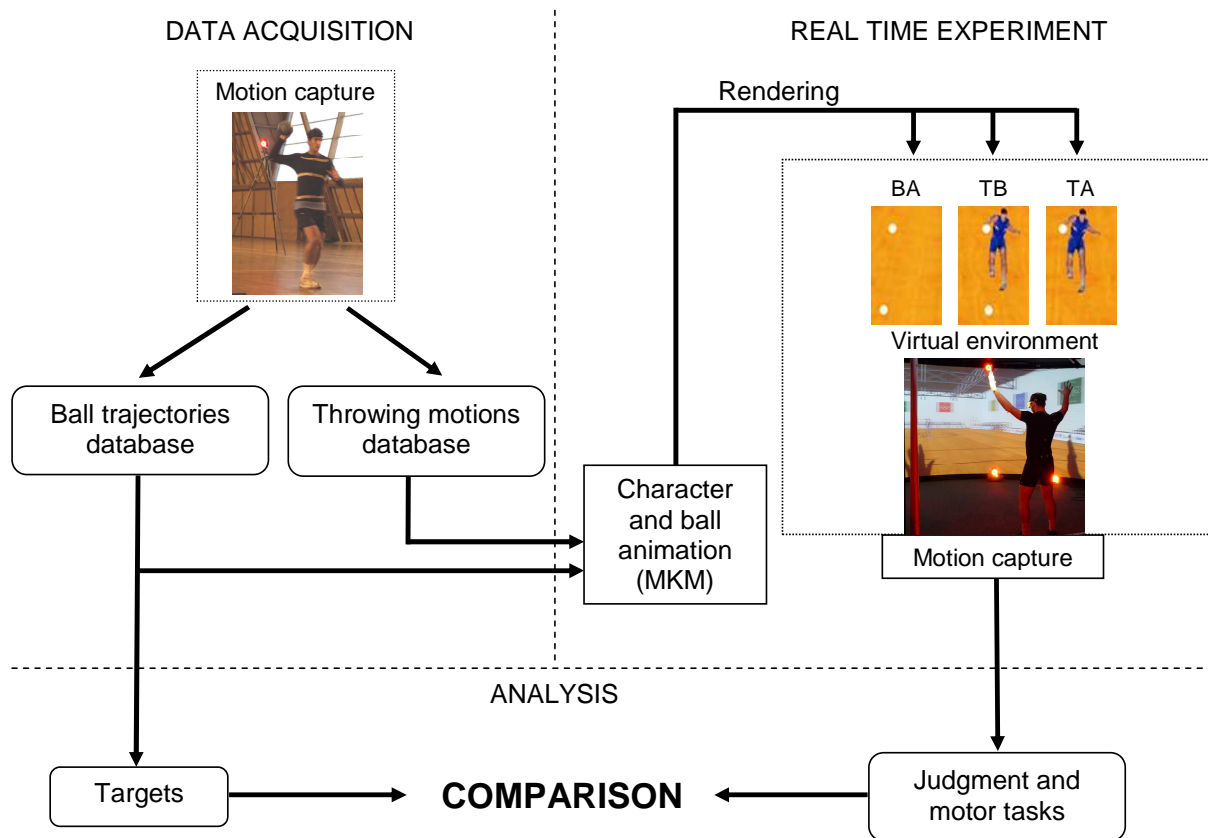 DATA ACQUISITION
REAL TIME EXPERIMENT
Motion capture
Rendering
BA
TB
TA
Virtual environment
Ball trajectories
database
Throwing motions
database
Character
and ball
animation
(MKM)
Motion capture
ANALYSIS
Targets
COMPARISON
Judgment and
motor tasks